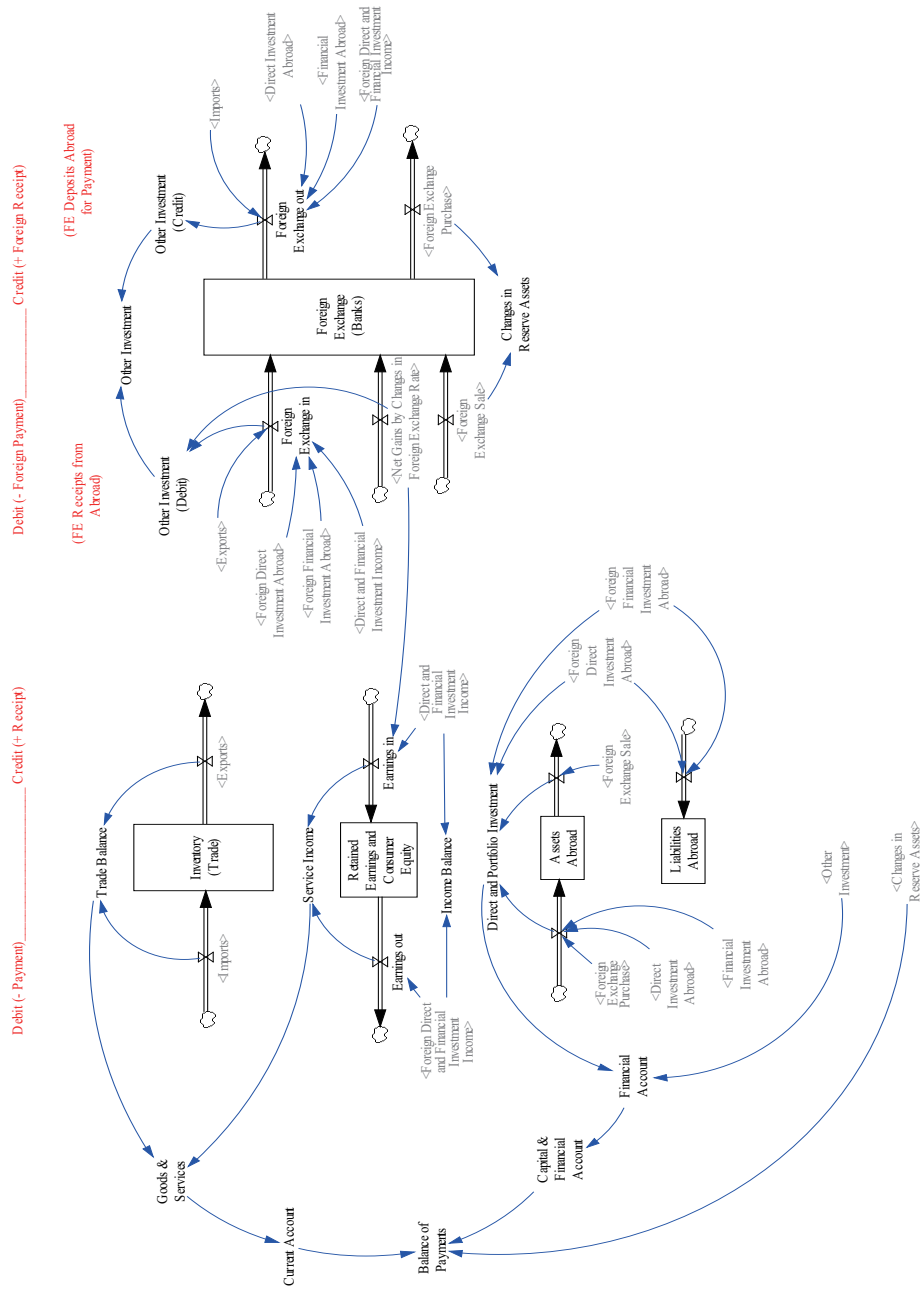 Debit (- Payment)____________________ Credit (+ Receipt)
Debit (- Foreign Payment)____________________ Credit (+ Foreign Receipt)
(FE Receipts from
Abroad)
(FE Deposits Abroad
for Payment)
Trade Balance
<Imports>
Inventory
(Trade)
<Exports>
Goods &
Services
Service Income
Retained
Earnings and
Consumer
Equity
Earnings out
Earnings in
<Foreign Direct
and Financial
Investment
Income>
<Direct and
Financial
Investment
Income>
Income Balance
Current Account
Balance of
Payments
Capital &
Financial
Account
Financial
Account
Direct and Portfolio Investment
Assets
Abroad
<Foreign
Exchange
Purchase>
<Direct
Investment
Abroad>
<Financial
Investment
Abroad>
<Foreign
Exchange Sale>
<Foreign
Direct
Investment
Abroad>
<Foreign
Financial
Investment
Abroad>
Liabilities
Abroad
<Other
Investment>
<Changes in
Reserve Assets>
Other Investment
Other Investment
(Debit)
Other Investment
(Credit)
<Exports>
<Foreign Direct
Investment Abroad>
<Foreign Financial
Investment Abroad>
<Direct and Financial
Investment Income>
Foreign
Exchange in
<Net Gains by Changes in
Foreign Exchange Rate>
<Foreign
Exchange Sale>
Foreign
Exchange
(Banks)
Foreign
Exchange out
<Imports>
<Direct Investment
Abroad>
<Financial
Investment Abroad>
<Foreign Direct and
Financial Investment
Income>
<Foreign Exchange
Purchase>
Changes in
Reserve Assets